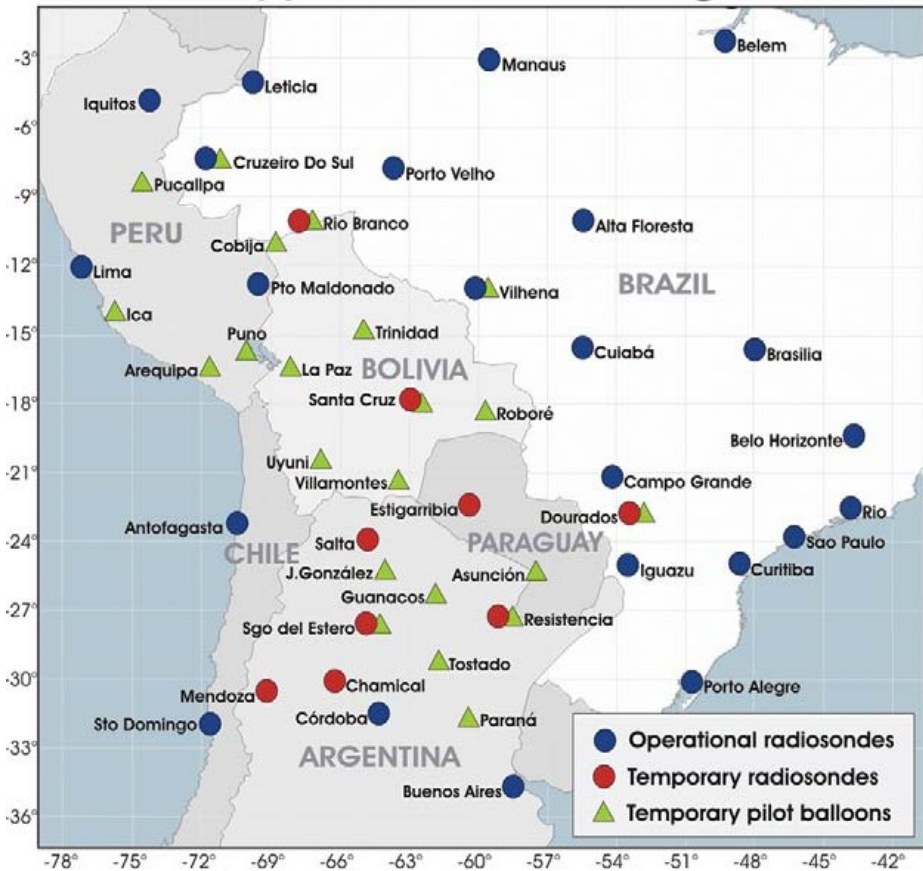 -3°
-6°
-9°
-12°
-15°
-18°
-21°
-24°
-27°
-30°
-33°
-36°
Belem
Manaus
Leticia
Iquitos
Cruzeiro Do Sul
Porto Velho
Pucallpa
PERU
Rio Branco
Alta Floresta
Cobija
Lima
Pto Maldonado
Vilhena
BRAZIL
Ica
Puno
Trinidad
Cuiabá
Brasilia
Arequipa
La Paz
BOLIVIA
Santa Cruz
Roboré
Belo Horizonte
Uyuni
Villamontes
Campo Grande
Estigarribia
Dourados
Rio
Antofagasta
CHILE
Salta
PARAGUAY
Sao Paulo
J.González
Asunción
Iguazu
Curitiba
Guanacos
Sgo del Estero
Resistencia
Tostado
Mendoza
Chamical
Porto Alegre
Sto Domingo
Córdoba
Paraná
ARGENTINA
Buenos Aires
Operational radiosondes
Temporary radiosondes
Temporary pilot balloons
-78° -75° -72° -69° -66° -63° -60° -57° -54° -51° -48° -45° -42°